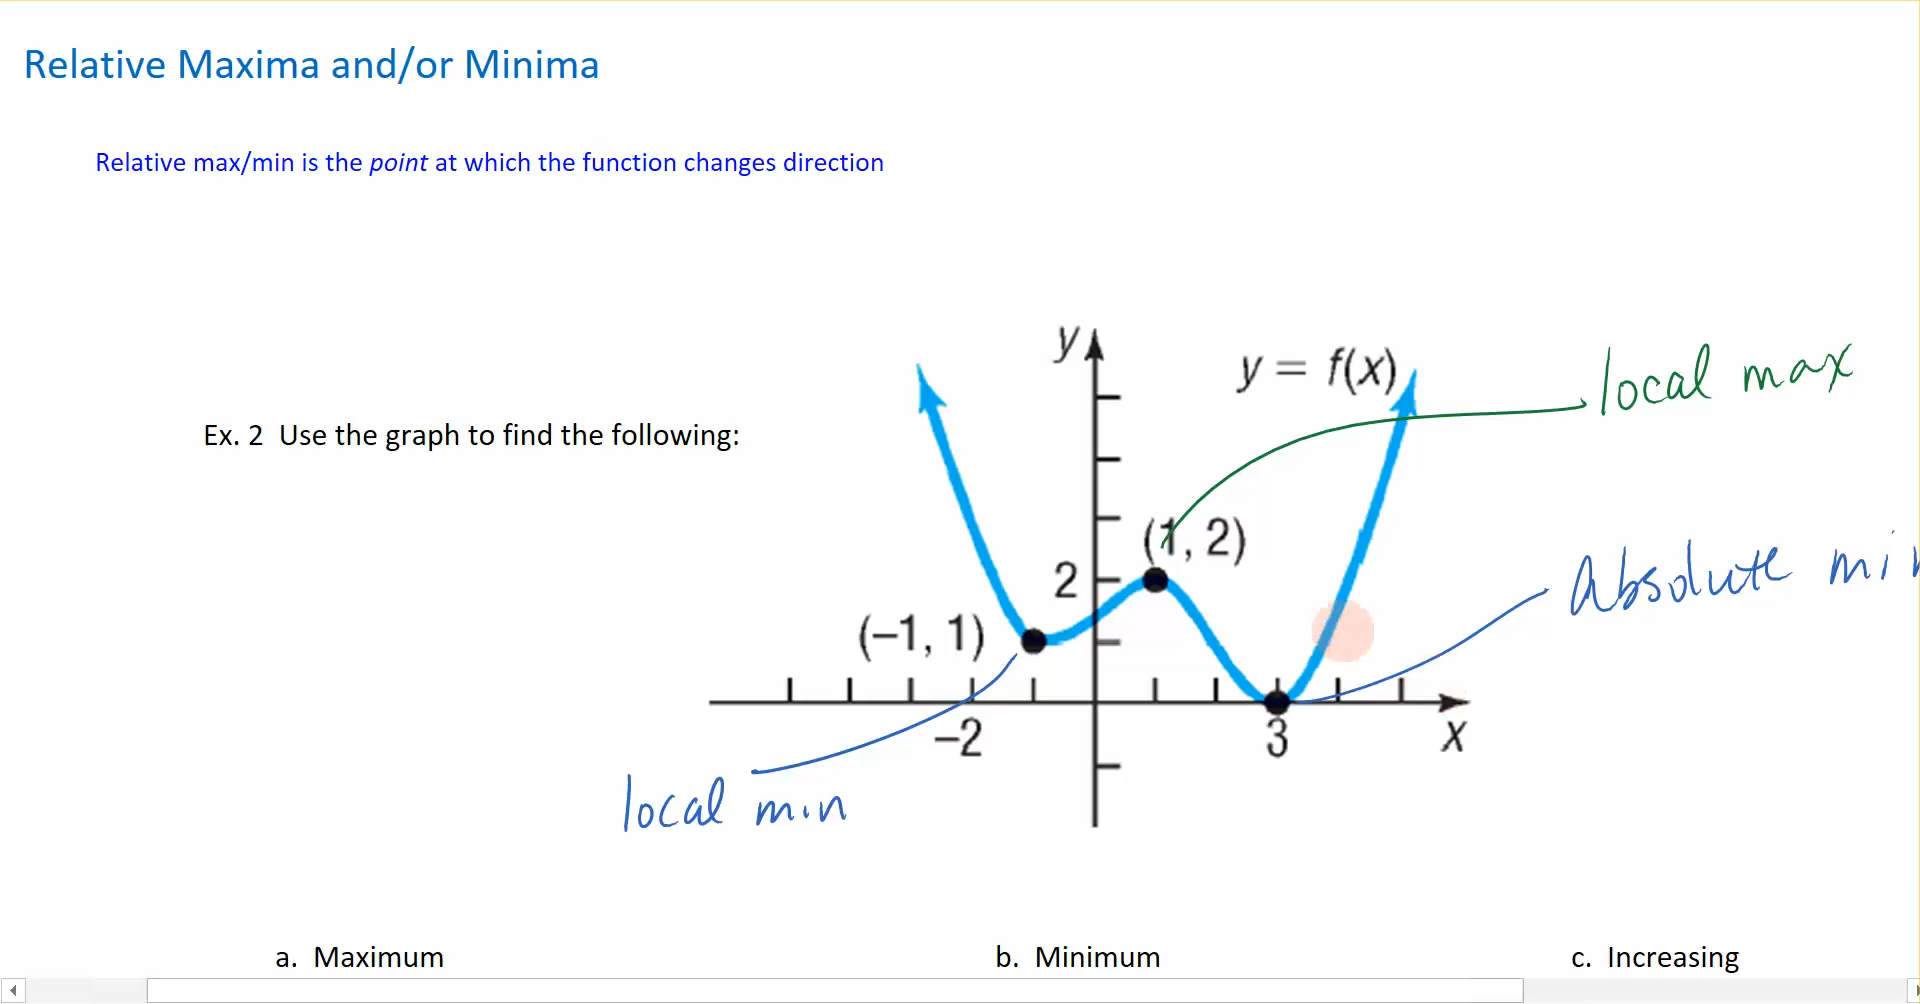 Relative Maxima and/or Minima
Relative max/min is the point at which the function changes direction
y
y = f(x)
local max
Ex. 2 Use the graph to find the following:
(1, 2)
Absolute min
2
(−1, 1)
−2
3
x
local min
a. Maximum
b. Minimum
c. Increasing